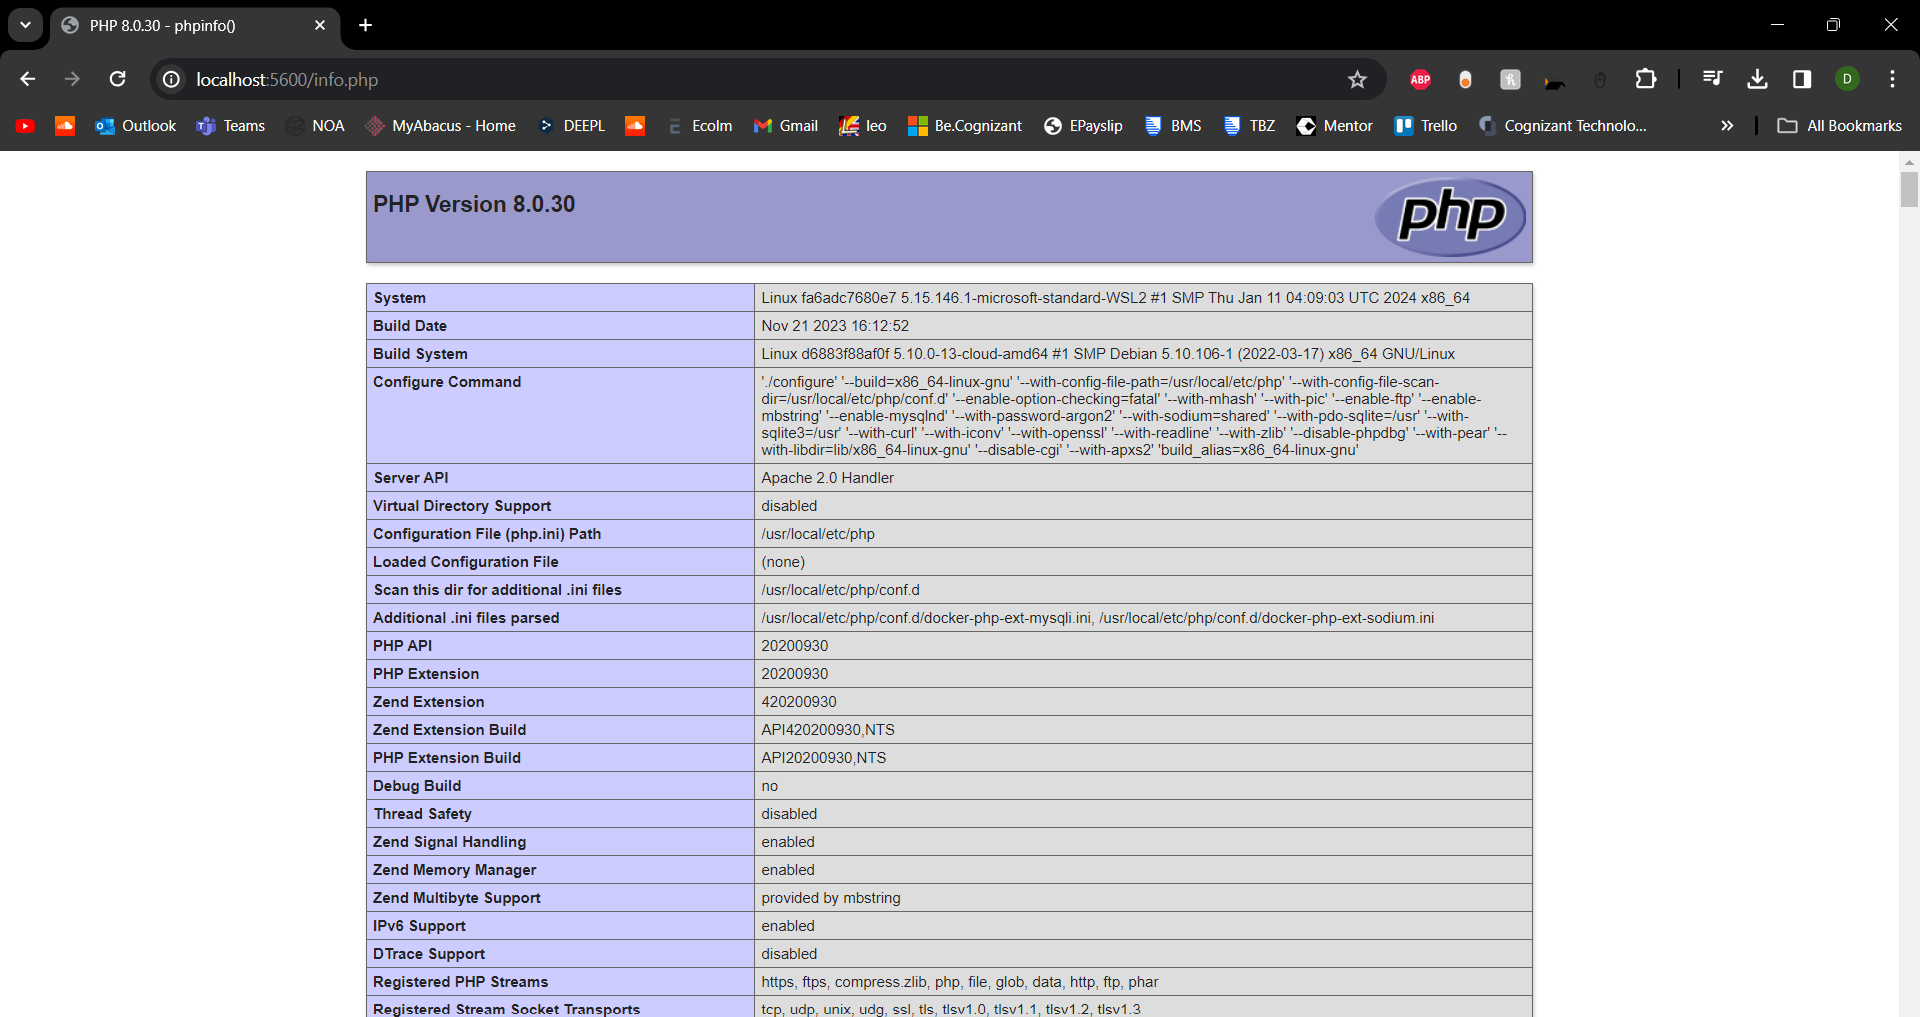 PHP 8.0.30 - phpinfo()
localhost:5600/info.php
ABP
D
Outlook
Teams
NOA
MyAbacus - Home
DEEPL
Ecolm
Gmail
leo
Be.Cognizant
EPayslip
BMS
TBZ
Mentor
Trello
Cognizant Technolo...
All Bookmarks
PHP Version 8.0.30
php
System Linux fa6adc7680e7 5.15.146.1-microsoft-standard-WSL2 #1 SMP Thu Jan 11 04:09:03 UTC 2024 x86_64
Build Date Nov 21 2023 16:12:52
Build System Linux d6883f88af0f 5.10.0-13-cloud-amd64 #1 SMP Debian 5.10.106-1 (2022-03-17) x86_64 GNU/Linux
Configure Command './configure' '--build=x86_64-linux-gnu' '--with-config-file-path=/usr/local/etc/php' '--with-config-file-scan-
dir=/usr/local/etc/php/conf.d' '--enable-option-checking=fatal' '--with-mhash' '--with-pic' '--enable-ftp' '--enable-
mbstring' '--enable-mysqlnd' '--with-password-argon2' '--with-sodium=shared' '--with-pdo-sqlite=/usr' '--with-
sqlite3=/usr' '--with-curl' '--with-iconv' '--with-openssl' '--with-readline' '--with-zlib' '--disable-phpdbg' '--with-pear' '--
with-libdir=lib/x86_64-linux-gnu' '--disable-cgi' '--with-apxs2' 'build_alias=x86_64-linux-gnu'
Server API Apache 2.0 Handler
Virtual Directory Support disabled
Configuration File (php.ini) Path /usr/local/etc/php
Loaded Configuration File (none)
Scan this dir for additional .ini files /usr/local/etc/php/conf.d
Additional .ini files parsed /usr/local/etc/php/conf.d/docker-php-ext-mysqli.ini, /usr/local/etc/php/conf.d/docker-php-ext-sodium.ini
PHP API 20200930
PHP Extension 20200930
Zend Extension 420200930
Zend Extension Build API420200930,NTS
PHP Extension Build API20200930,NTS
Debug Build no
Thread Safety disabled
Zend Signal Handling enabled
Zend Memory Manager enabled
Zend Multibyte Support provided by mbstring
IPv6 Support enabled
DTrace Support disabled
Registered PHP Streams https, ftps, compress.zlib, php, file, glob, data, http, ftp, phar
Registered Stream Socket Transports tcp, udp, unix, udg, ssl, tls, tlsv1.0, tlsv1.1, tlsv1.2, tlsv1.3